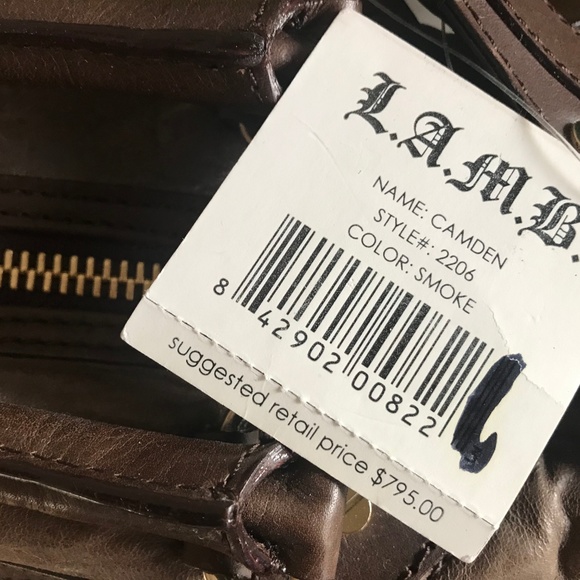 L.A.M.B.
NAME: CAMDEN
STYLE#: 2206
COLOR: SMOKE
8 42902 00822
suggested retail price $795.00